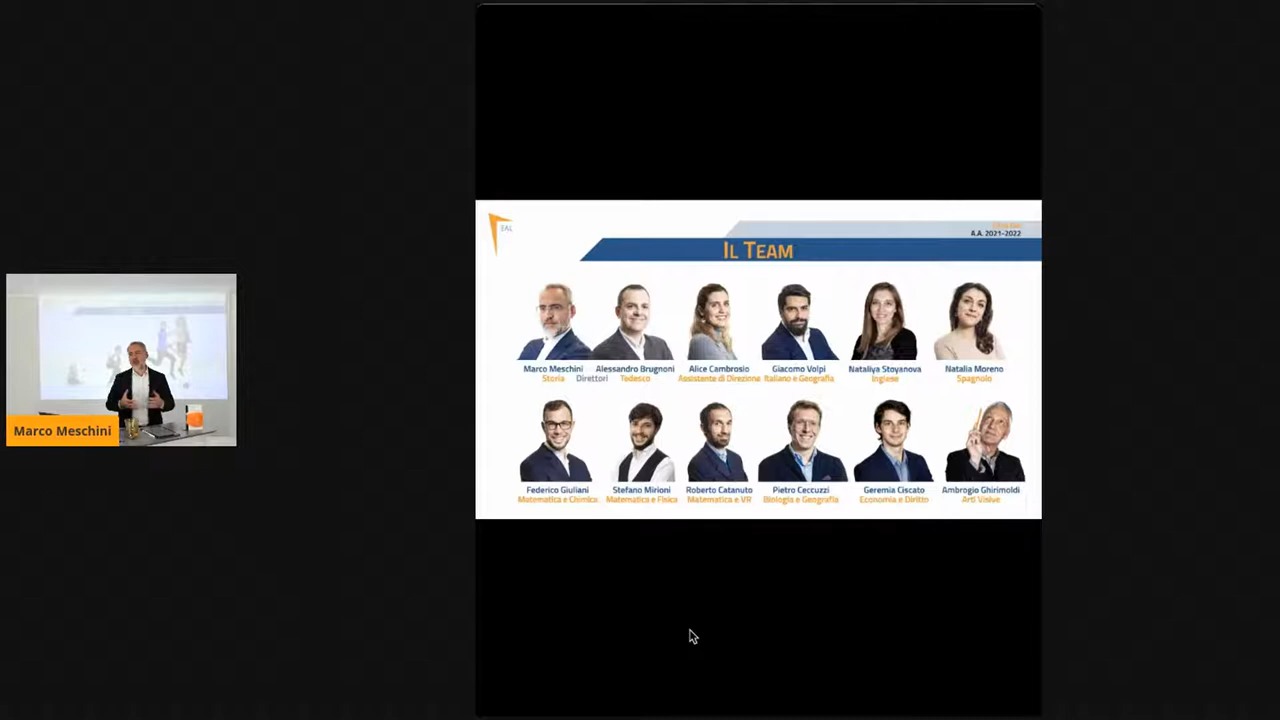 EAL
A.A. 2021-2022
IL TEAM
Marco Meschini
Storia
Direttori
Alessandro Brugnoni
Tedesco
Alice Cambrosio
Assistente di Direzione
Giacomo Volpi
Italiano e Geografia
Nataliya Stoyanova
Inglese
Natalia Moreno
Spagnolo
Federico Giuliani
Matematica e Chimica
Stefano Mirioni
Matematica e Fisica
Roberto Catanuto
Matematica e VR
Pietro Ceccuzzi
Biologia e Geografia
Geremia Ciscato
Economia e Diritto
Ambrogio Ghirimoldi
Arti Visive
Marco Meschini